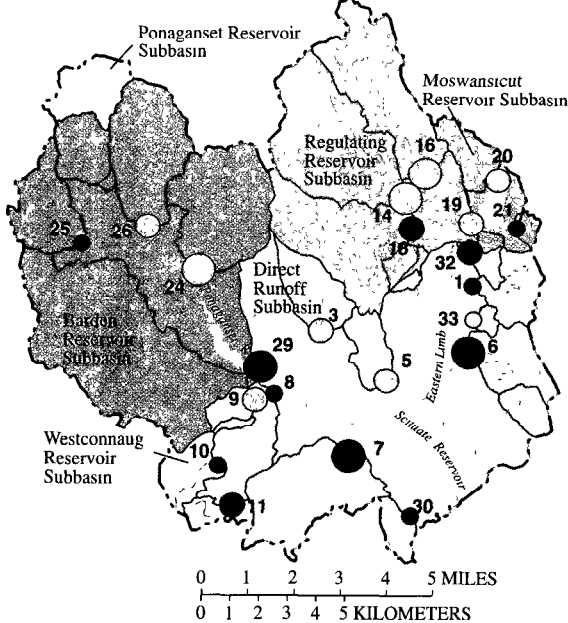 Ponaganset Reservoir
Subbasin
Moswansicut
Reservoir Subbasin
Regulating
Reservoir
Subbasin
16
20
14
19
21
25
26
16
32
24
Direct
Runoff
Subbasin
1
3
33
Barden
Reservoir
Subbasin
29
6
5
Eastern Limb
8
9
Scituate Reservoir
Westconnaug
Reservoir
Subbasin
10
7
11
30
0 1 2 3 4 5 MILES
0 1 2 3 4 5 KILOMETERS